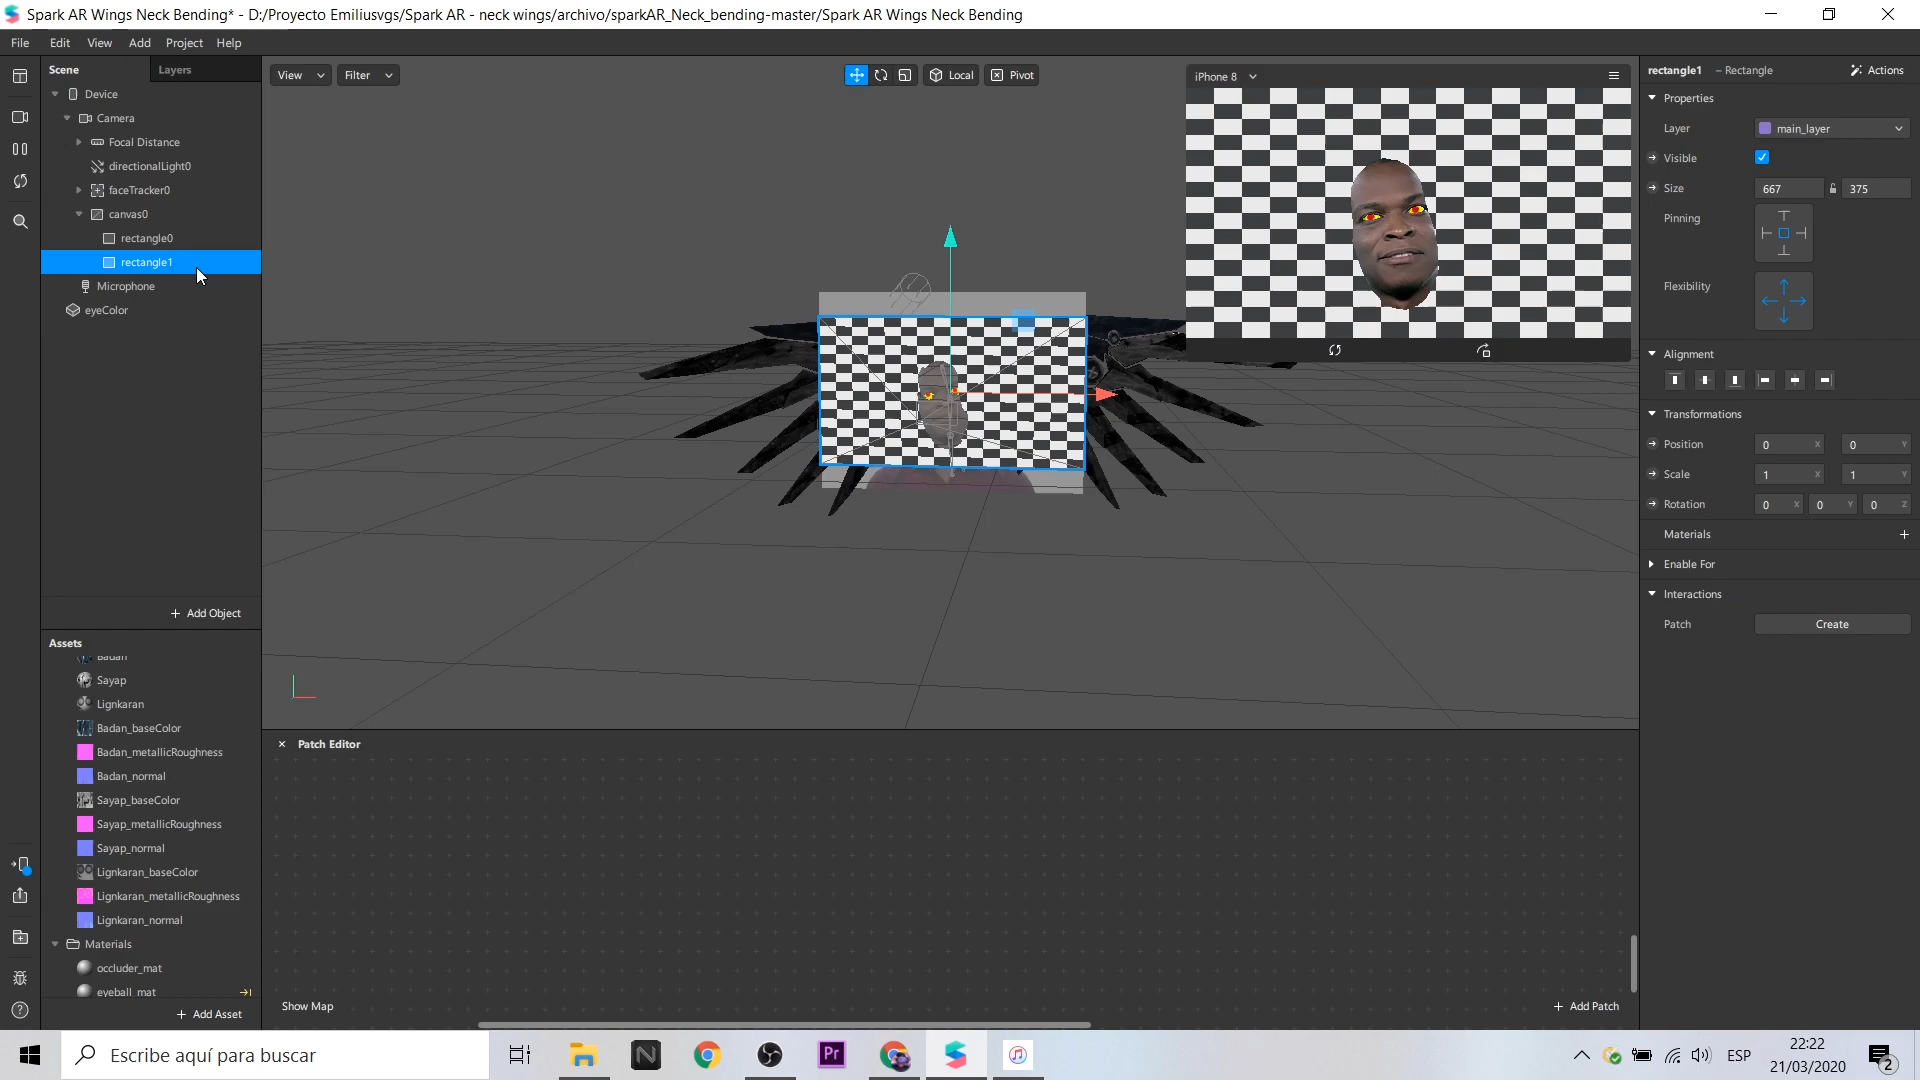 Spark AR Wings Neck Bending* - D:/Proyecto Emiliusvgs/Spark AR - neck wings/archivo/sparkAR_Neck_bending-master/Spark AR Wings Neck Bending
File Edit View Add Project Help
Scene Layers
Device
Camera
Focal Distance
directionalLight0
faceTracker0
canvas0
rectangle0
rectangle1
Microphone
eyeColor
+ Add Object
Assets
Badan
Sayap
Lignkaran
Badan_baseColor
Badan_metallicRoughness
Badan_normal
Sayap_baseColor
Sayap_metallicRoughness
Sayap_normal
Lignkaran_baseColor
Lignkaran_metallicRoughness
Lignkaran_normal
Materials
occluder_mat
eyeball_mat
+ Add Asset
View Filter Local Pivot
iPhone 8
Patch Editor
Show Map
+ Add Patch
rectangle1 – Rectangle Actions
Properties
Layer main_layer
Visible
Size 667 375
Pinning
Flexibility
Alignment
Transformations
Position 0 X 0 Y
Scale 1 X 1 Y
Rotation 0 X 0 Y 0 Z
Materials +
Enable For
Interactions
Patch Create
Escribe aquí para buscar
Pr
ESP
22:22
21/03/2020
2